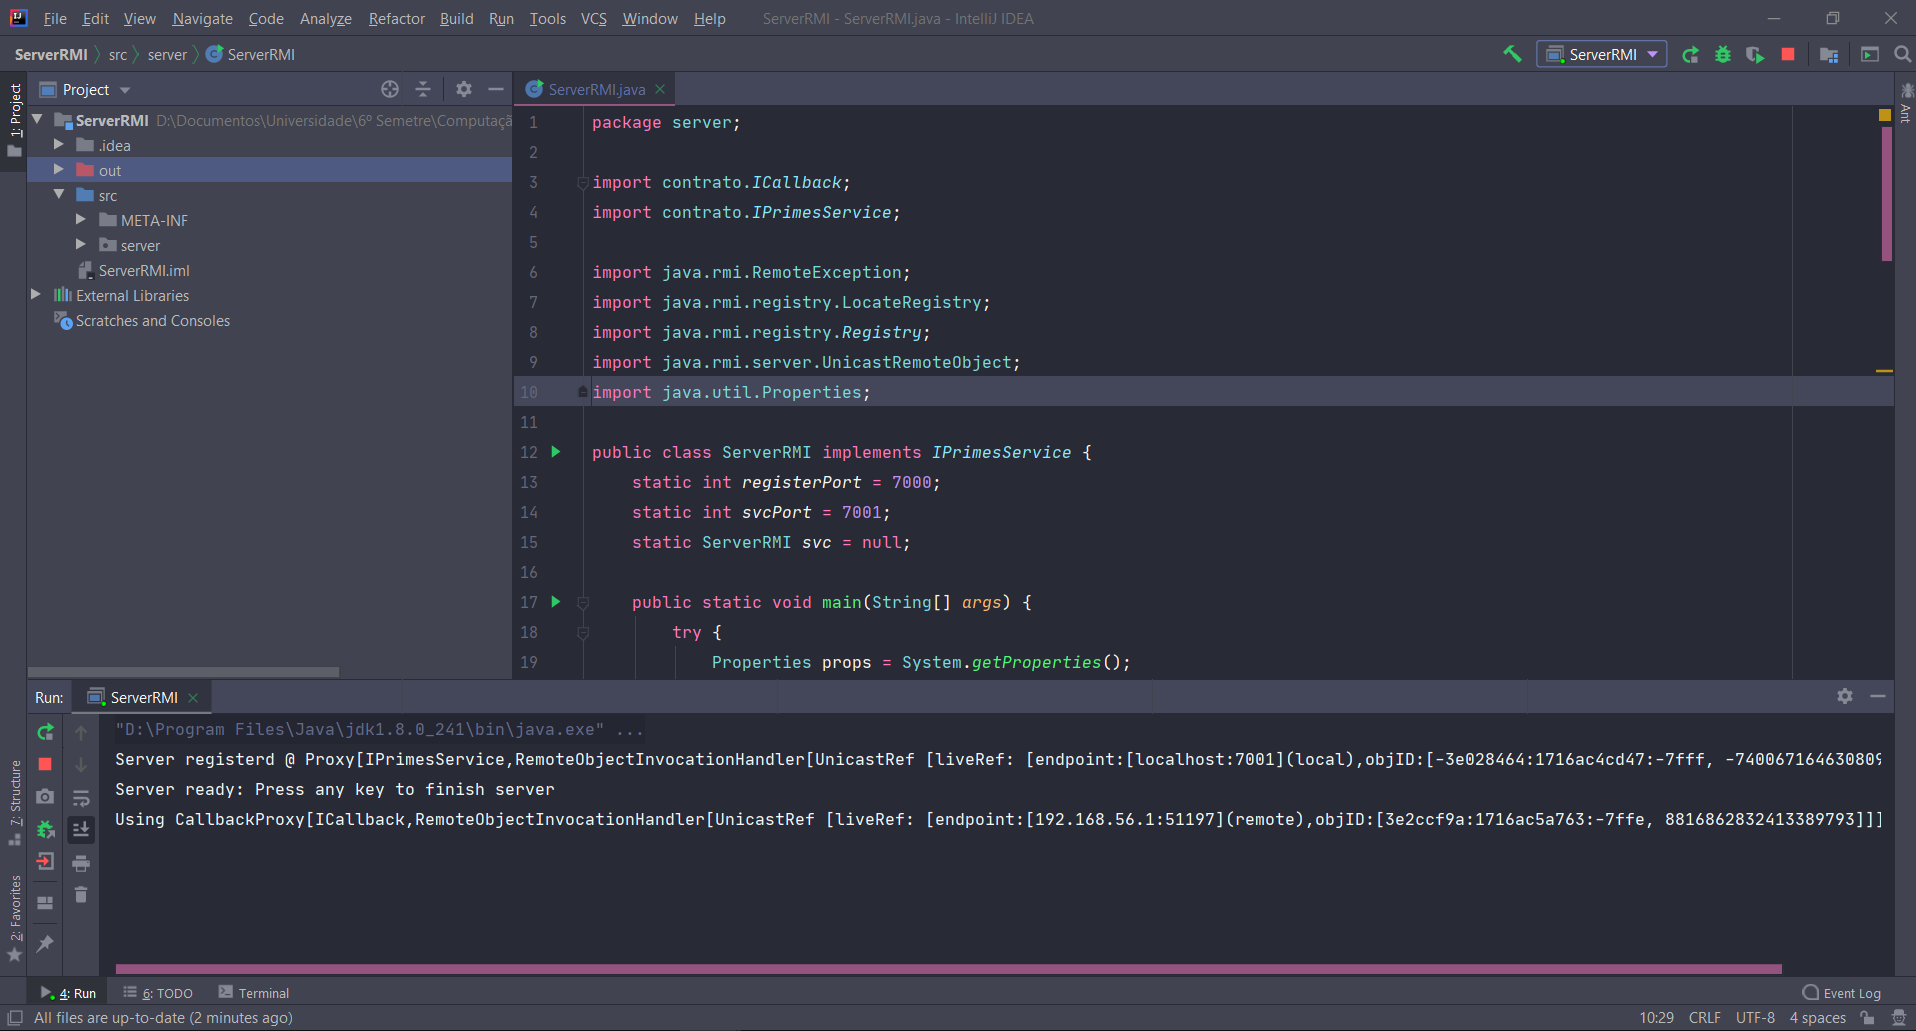 File Edit View Navigate Code Analyze Refactor Build Run Tools VCS Window Help ServerRMI - ServerRMI.java - IntelliJ IDEA
ServerRMI src server ServerRMI
ServerRMI
1: Project
Project
ServerRMI D:\Documentos\Universidade\6º Semetre\Computaçã
.idea
out
src
META-INF
server
ServerRMI.iml
External Libraries
Scratches and Consoles
ServerRMI.java
1 package server;
2
3 import contrato.ICallback;
4 import contrato.IPrimesService;
5
6 import java.rmi.RemoteException;
7 import java.rmi.registry.LocateRegistry;
8 import java.rmi.registry.Registry;
9 import java.rmi.server.UnicastRemoteObject;
10 import java.util.Properties;
11
12 public class ServerRMI implements IPrimesService {
13 static int registerPort = 7000;
14 static int svcPort = 7001;
15 static ServerRMI svc = null;
16
17 public static void main(String[] args) {
18 try {
19 Properties props = System.getProperties();
Ant
Run: ServerRMI
"D:\Program Files\Java\jdk1.8.0_241\bin\java.exe" ...
Server registerd @ Proxy[IPrimesService,RemoteObjectInvocationHandler[UnicastRef [liveRef: [endpoint:[localhost:7001](local),objID:[-3e028464:1716ac4cd47:-7fff, -740067164630809
Server ready: Press any key to finish server
Using CallbackProxy[ICallback,RemoteObjectInvocationHandler[UnicastRef [liveRef: [endpoint:[192.168.56.1:51197](remote),objID:[3e2ccf9a:1716ac5a763:-7ffe, 8816862832413389793]]]
7: Structure
2: Favorites
4: Run 6: TODO Terminal Event Log
All files are up-to-date (2 minutes ago) 10:29 CRLF UTF-8 4 spaces